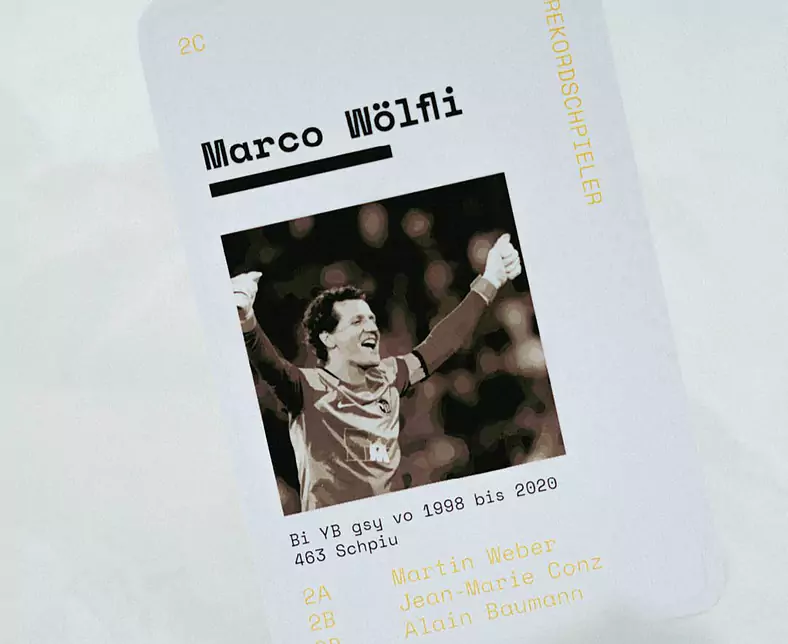 2C
REKORDSCHPIELER
Marco Wölfli
Bi YB gsy vo 1998 bis 2020
463 Schpiu
2A Martin Weber
2B Jean-Marie Conz
Alain Baumann